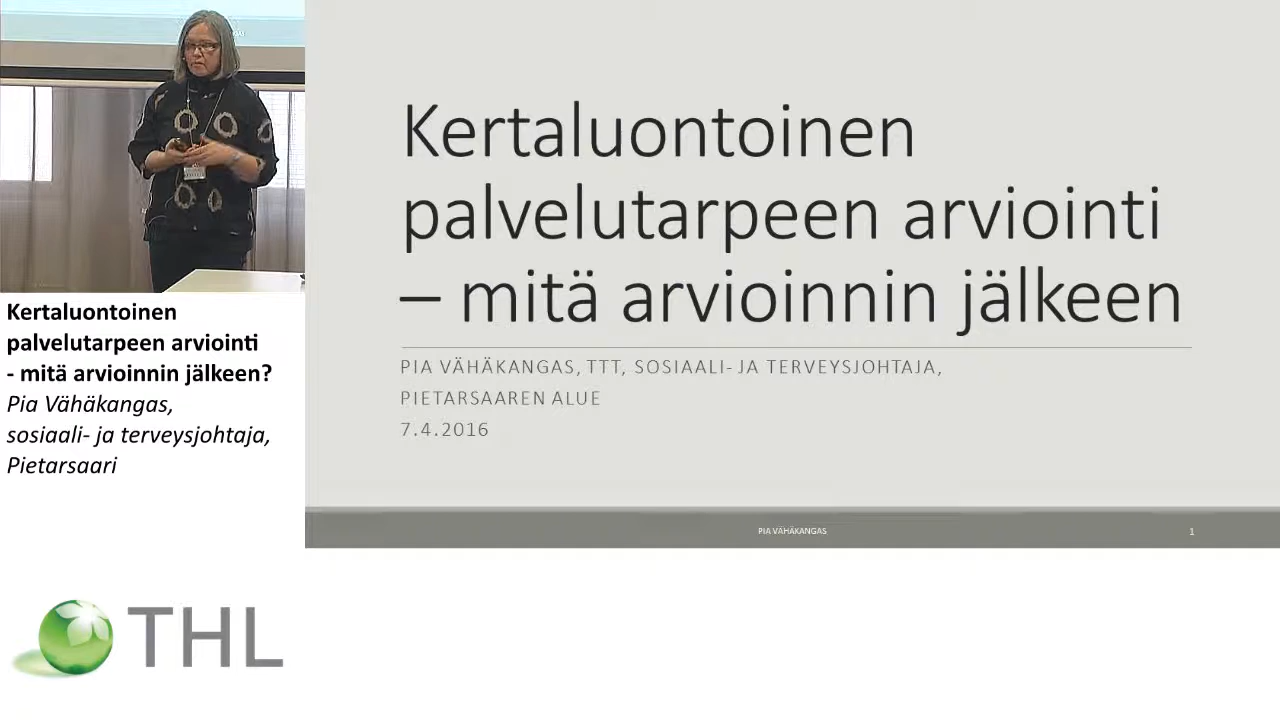 Kertaluontoinen
palvelutarpeen arviointi
– mitä arvioinnin jälkeen
PIA VÄHÄKANGAS, TTT, SOSIAALI- JA TERVEYSJOHTAJA,
PIETARSAAREN ALUE
7.4.2016
PIA VÄHÄKANGAS
1
Kertaluontoinen
palvelutarpeen arviointi
- mitä arvioinnin jälkeen?
Pia Vähäkangas,
sosiaali- ja terveysjohtaja,
Pietarsaari
THL